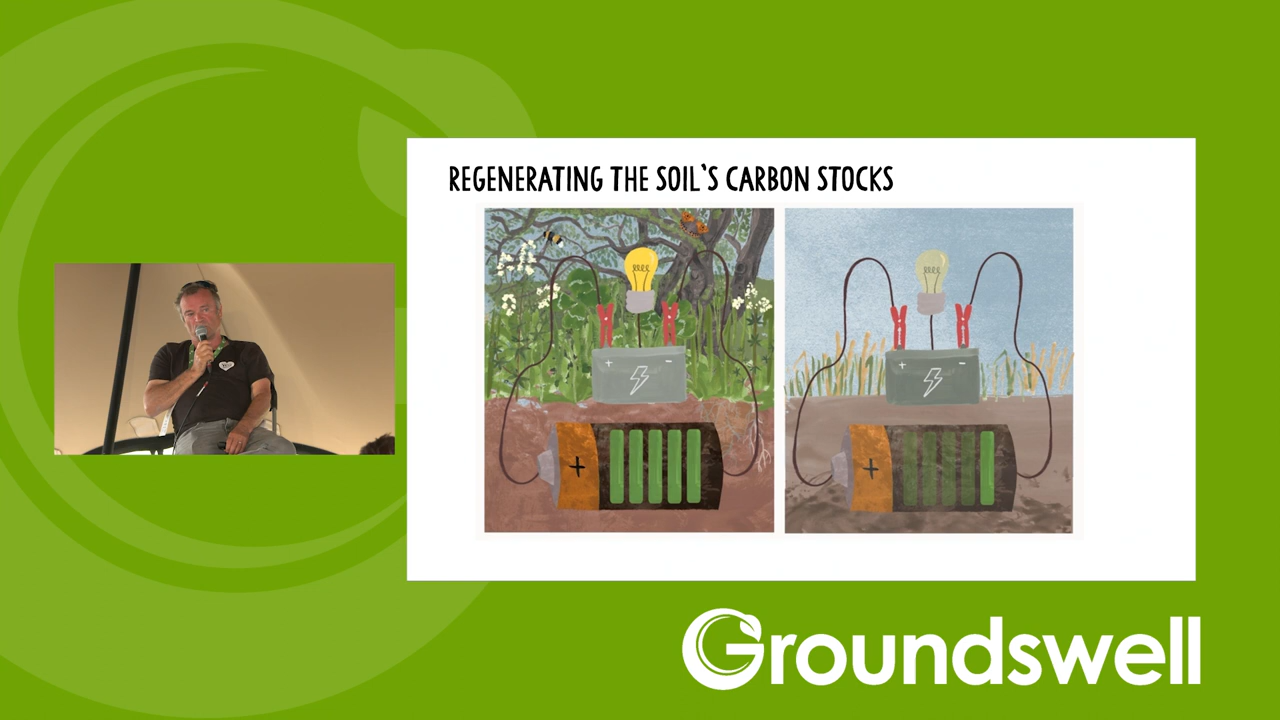 REGENERATING THE SOIL'S CARBON STOCKS
+ -
+
+ -
+
Groundswell